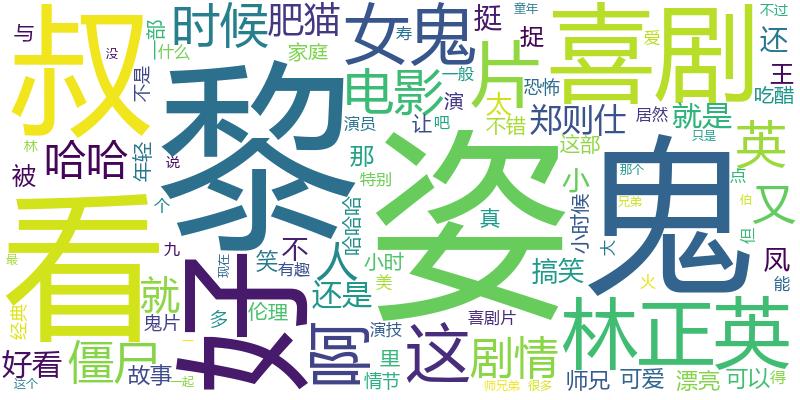 童年
不过
与
叔
部
时候
肥猫
寿
家庭
女鬼
挺
捉
片
喜剧
还
没
什么
爱
王
不是
电影
演
一般
恐怖
太
不错
吃醋
林
被
哈哈
年轻
黎
演员
让
吧
郑则仕
居然
就是
只是
英
说
那
特别
姿
这部
鬼
那个
点
看
个
哈哈哈
真
小
小时候
兄弟
伯
又
最
九
现在
笑
不
有趣
人
小时
美
搞笑
大
火
但
凤
能
经典
就
鬼片
多
好
伦理
还是
喜剧片
一
啊
演技
里
这
剧情
林正英
好看
僵尸
故事
这个
一起
情节
师兄弟
很多
师兄
可爱
漂亮
可以
得